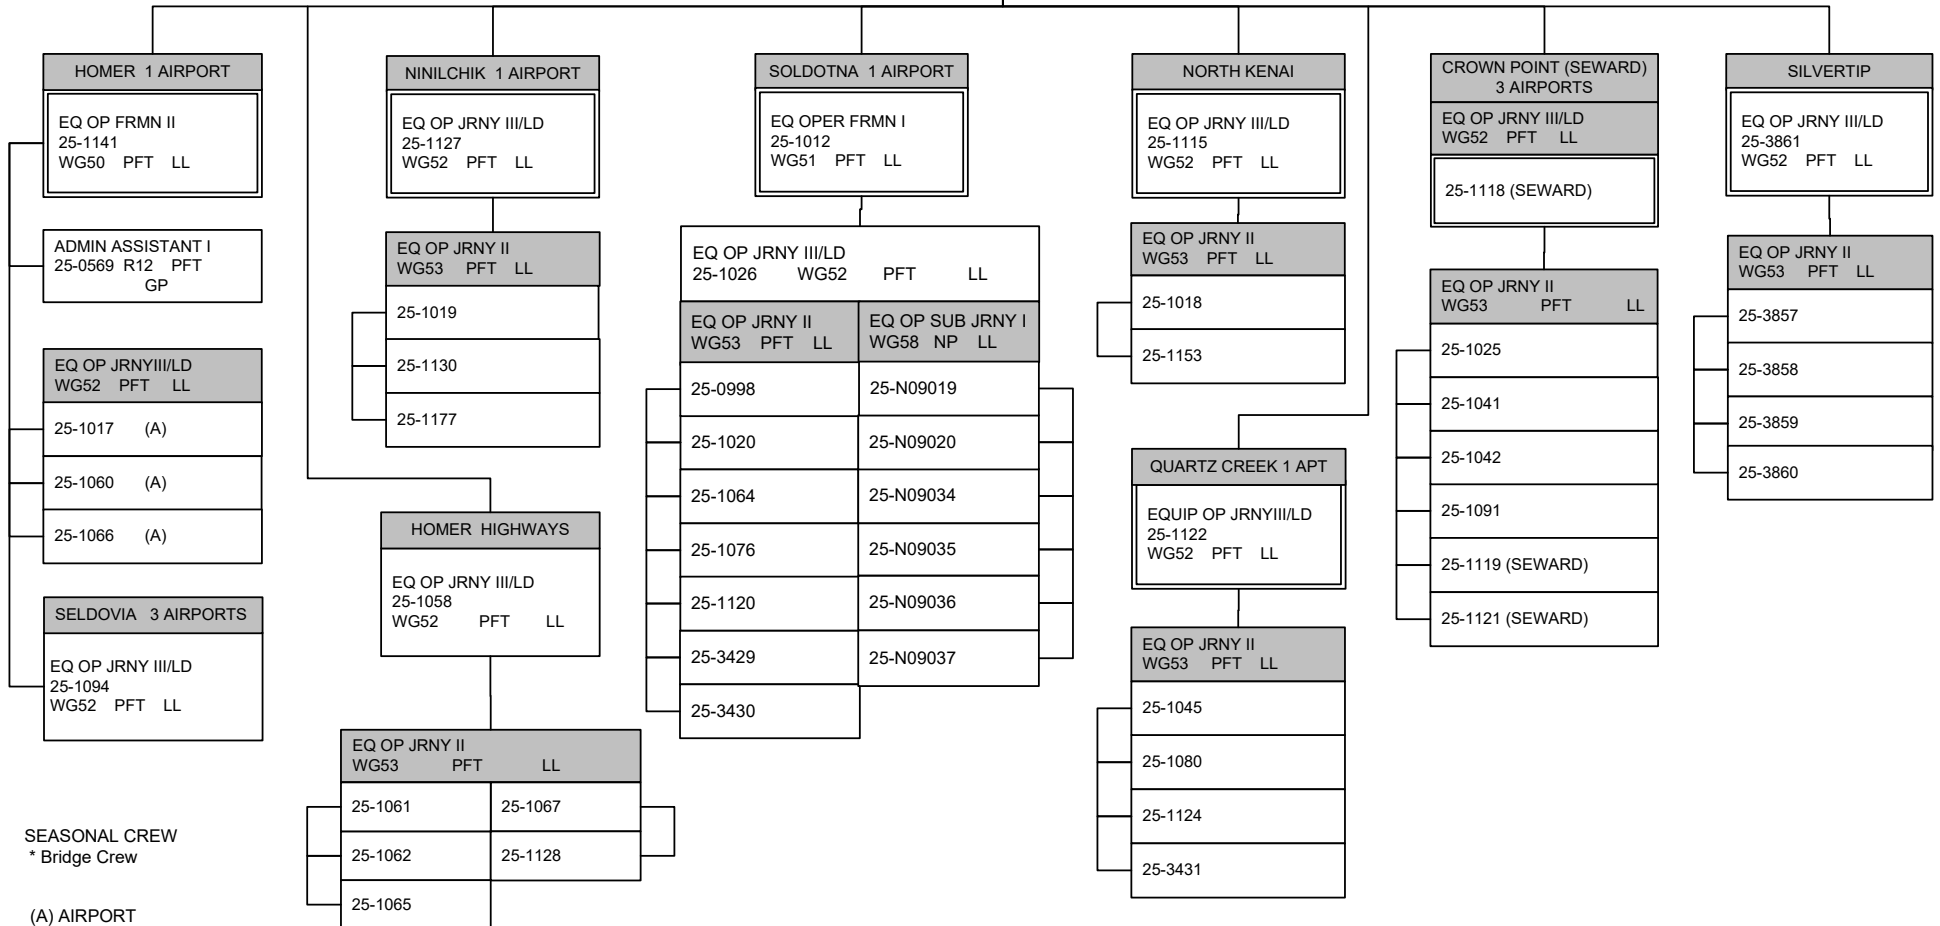 HOMER 1 AIRPORT
EQ OP FRMN II
25-1141
WG50 PFT LL
ADMIN ASSISTANT I
25-0569 R12 PFT
GP
EQ OP JRNYIII/LD
WG52 PFT LL
25-1017 (A)
25-1060 (A)
25-1066 (A)
SELDOVIA 3 AIRPORTS
EQ OP JRNY III/LD
25-1094
WG52 PFT LL
SEASONAL CREW
* Bridge Crew
(A) AIRPORT
NINILCHIK 1 AIRPORT
EQ OP JRNY III/LD
25-1127
WG52 PFT LL
EQ OP JRNY II
WG53 PFT LL
25-1019
25-1130
25-1177
HOMER HIGHWAYS
EQ OP JRNY III/LD
25-1058
WG52 PFT LL
EQ OP JRNY II
WG53 PFT LL
25-1061 25-1067
25-1062 25-1128
25-1065
SOLDOTNA 1 AIRPORT
EQ OPER FRMN I
25-1012
WG51 PFT LL
EQ OP JRNY III/LD
25-1026 WG52 PFT LL
EQ OP JRNY II
WG53 PFT LL
25-0998
25-1020
25-1064
25-1076
25-1120
25-3429
25-3430
EQ OP SUB JRNY I
WG58 NP LL
25-N09019
25-N09020
25-N09034
25-N09035
25-N09036
25-N09037
NORTH KENAI
EQ OP JRNY III/LD
25-1115
WG52 PFT LL
EQ OP JRNY II
WG53 PFT LL
25-1018
25-1153
QUARTZ CREEK 1 APT
EQUIP OP JRNYIII/LD
25-1122
WG52 PFT LL
EQ OP JRNY II
WG53 PFT LL
25-1045
25-1080
25-1124
25-3431
CROWN POINT (SEWARD)
3 AIRPORTS
EQ OP JRNY III/LD
WG52 PFT LL
25-1118 (SEWARD)
EQ OP JRNY II
WG53 PFT LL
25-1025
25-1041
25-1042
25-1091
25-1119 (SEWARD)
25-1121 (SEWARD)
SILVERTIP
EQ OP JRNY III/LD
25-3861
WG52 PFT LL
EQ OP JRNY II
WG53 PFT LL
25-3857
25-3858
25-3859
25-3860